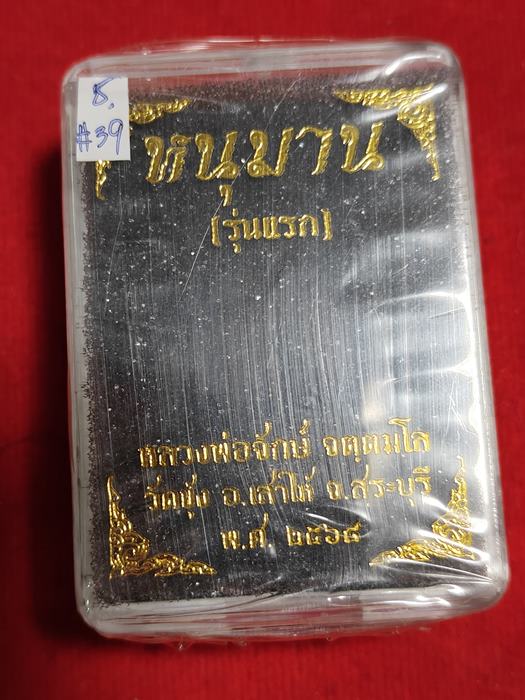 8.
#39
หนุมาน
(รุ่นแรก)
หลวงพ่อจักษ์ จตฺตมโล
วัดชุ้ง อ.เสาไห้ จ.สระบุรี
พ.ศ ๒๕๖๕